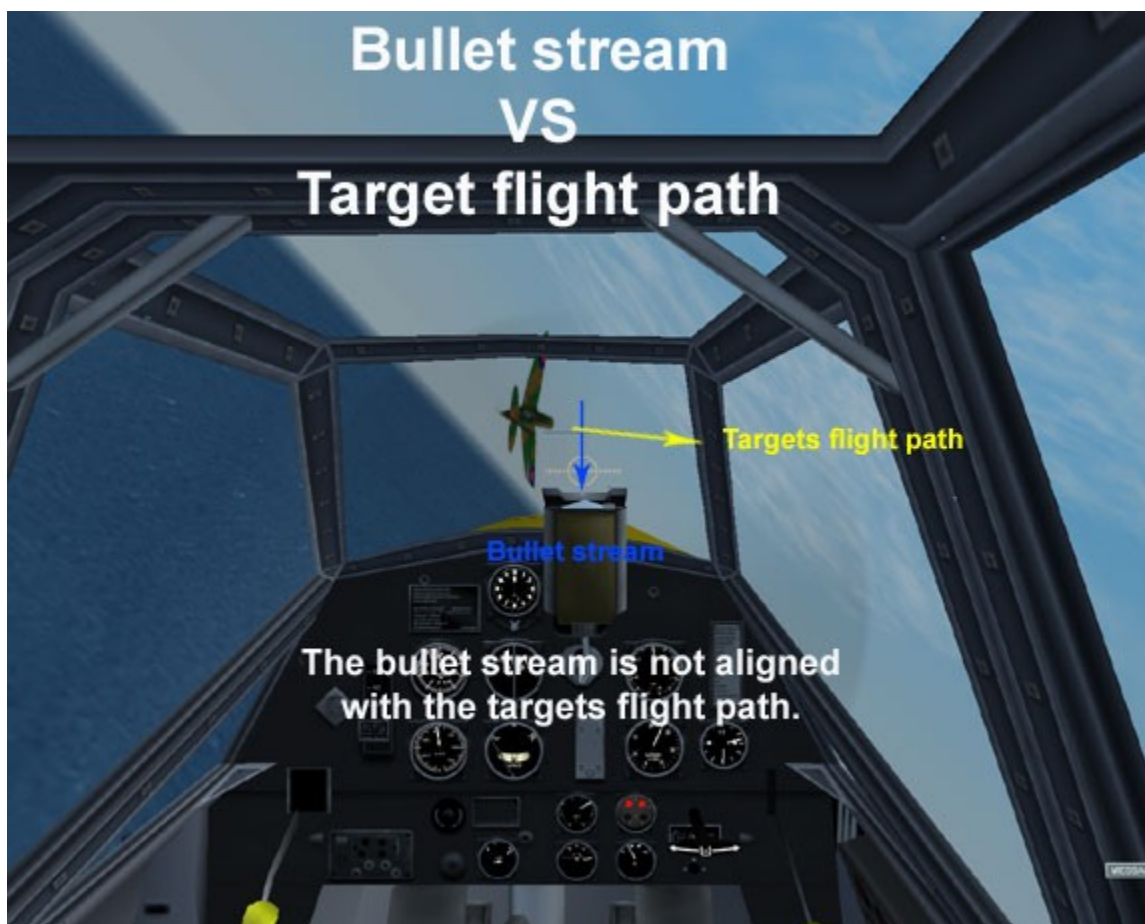 Bullet stream
VS
Target flight path
Targets flight path
Bullet stream
The bullet stream is not aligned
with the targets flight path.